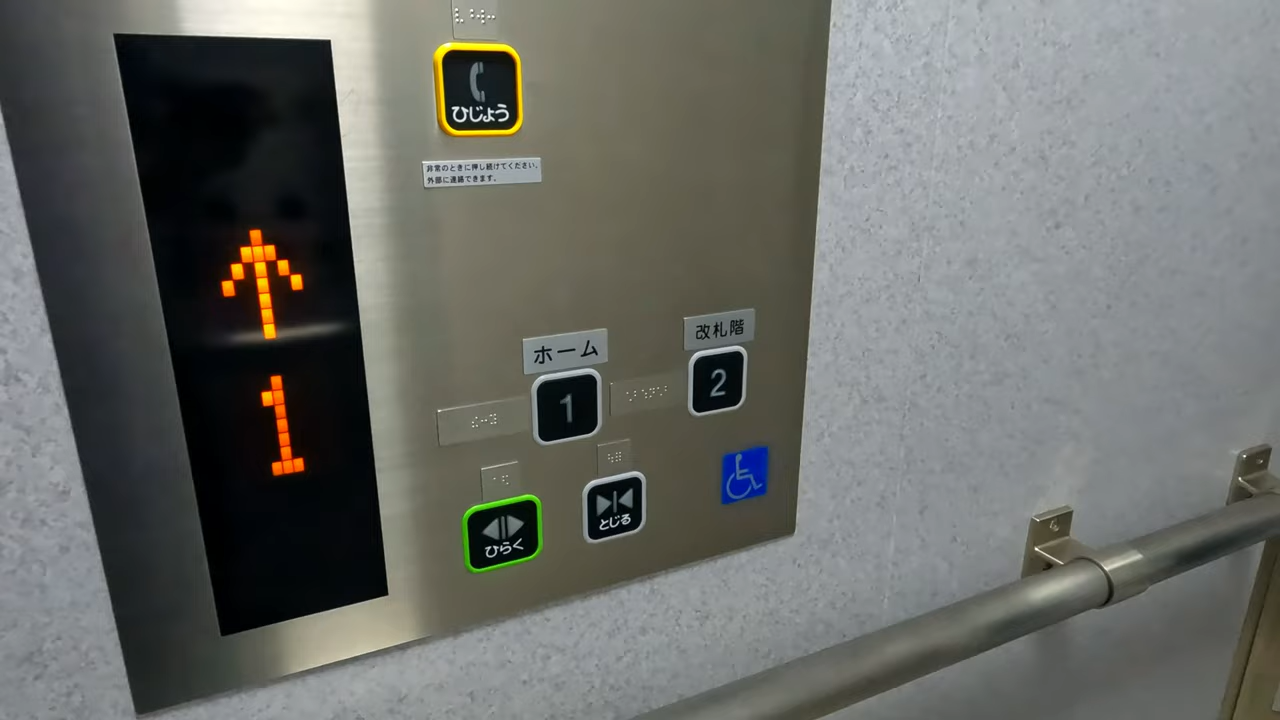 ひじょう
非常のときに押し続けてください。
外部に連絡できます。
1
ホーム
1
改札階
2
ひらく
とじる